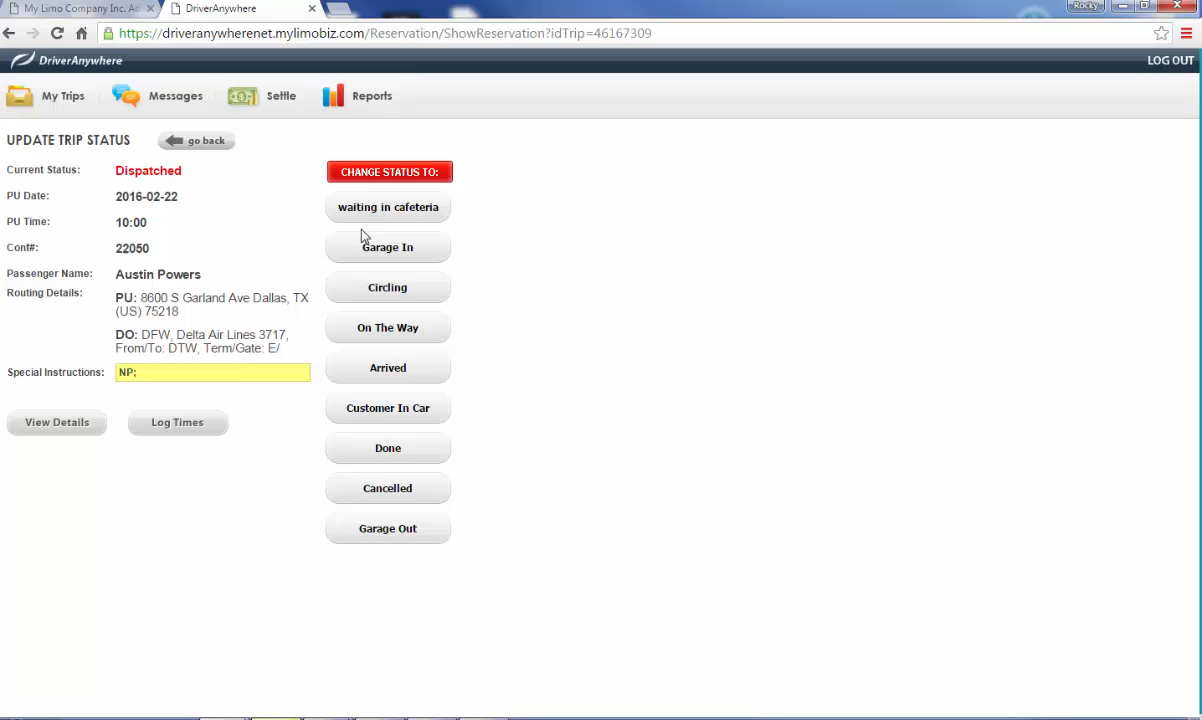 My Limo Company Inc. Ad
DriverAnywhere
Rocky
https://driveranywherenet.mylimobiz.com/Reservation/ShowReservation?idTrip=46167309
DriverAnywhere
LOG OUT
My Trips
Messages
Settle
Reports
UPDATE TRIP STATUS
go back
Current Status:
Dispatched
PU Date:
2016-02-22
PU Time:
10:00
Conf#:
22050
Passenger Name:
Austin Powers
Routing Details:
PU: 8600 S Garland Ave Dallas, TX
(US) 75218
DO: DFW, Delta Air Lines 3717,
From/To: DTW, Term/Gate: E/
Special Instructions:
NP;
View Details
Log Times
CHANGE STATUS TO:
waiting in cafeteria
Garage In
Circling
On The Way
Arrived
Customer In Car
Done
Cancelled
Garage Out